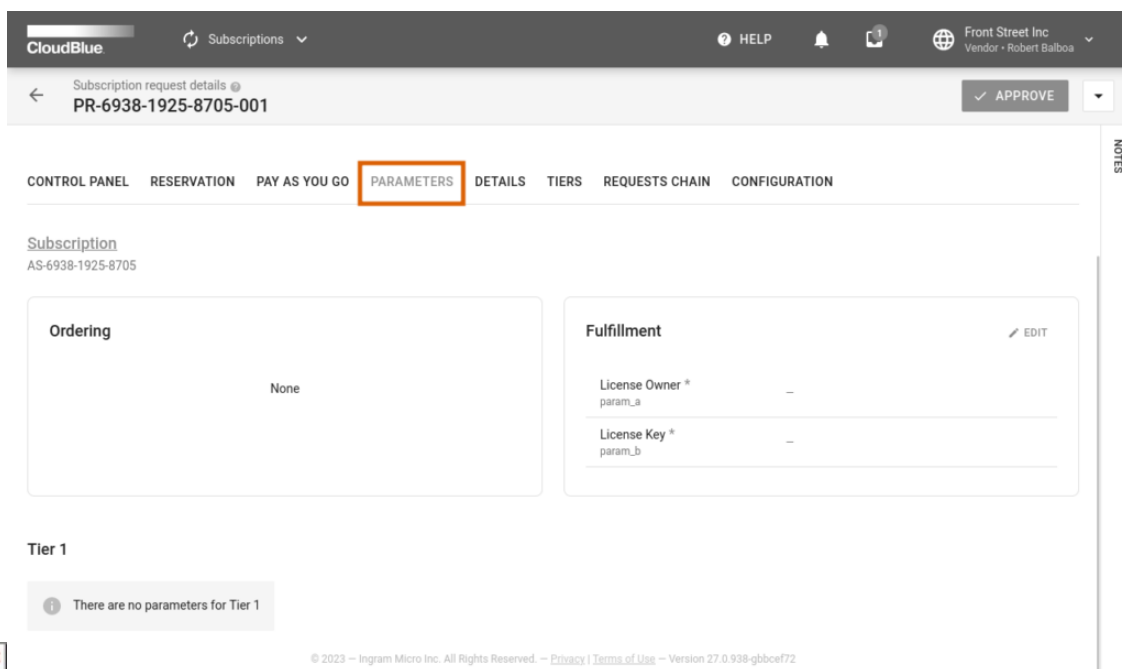 CloudBlue
Subscriptions
HELP
1
Front Street Inc
Vendor • Robert Balboa
Subscription request details
PR-6938-1925-8705-001
APPROVE
NOTES
CONTROL PANEL RESERVATION PAY AS YOU GO PARAMETERS DETAILS TIERS REQUESTS CHAIN CONFIGURATION
Subscription
AS-6938-1925-8705
Ordering
None
Fulfillment
EDIT
License Owner *
param_a
–
License Key *
param_b
–
Tier 1
There are no parameters for Tier 1
© 2023 – Ingram Micro Inc. All Rights Reserved. – Privacy | Terms of Use – Version 27.0.938-gbbcef72